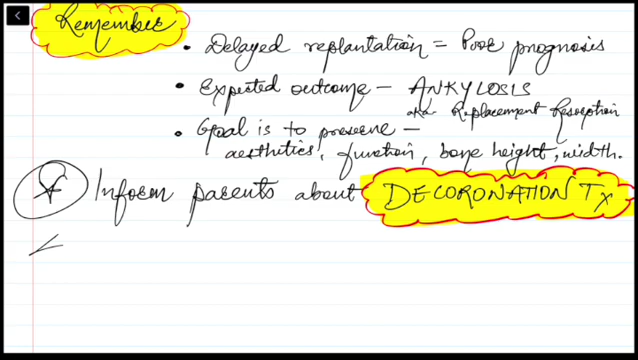 Remember
• Delayed replantation = Poor prognosis
• Expected outcome – ANKYLOSIS
aka Replacement Resorption
• Goal is to preserve –
aesthetics, function, bone height, width.
Inform parents about DECORONATION Tx